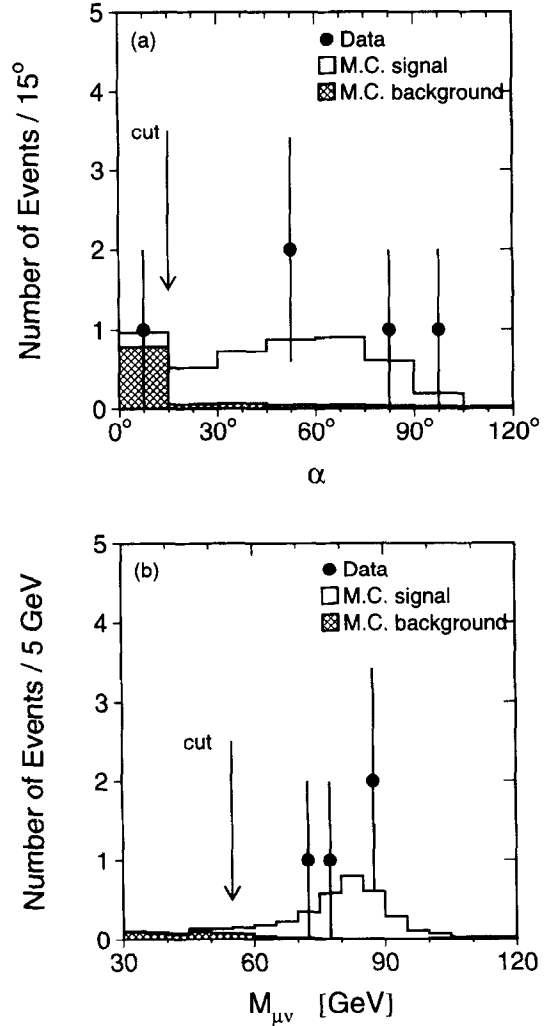 (a)
Data
M.C. signal
M.C. background
cut
Number of Events / 15°
5
4
3
2
1
0
0° 30° 60° 90° 120°
α
(b)
Data
M.C. signal
M.C. background
cut
Number of Events / 5 GeV
5
4
3
2
1
0
30 60 90 120
Mμν [GeV]